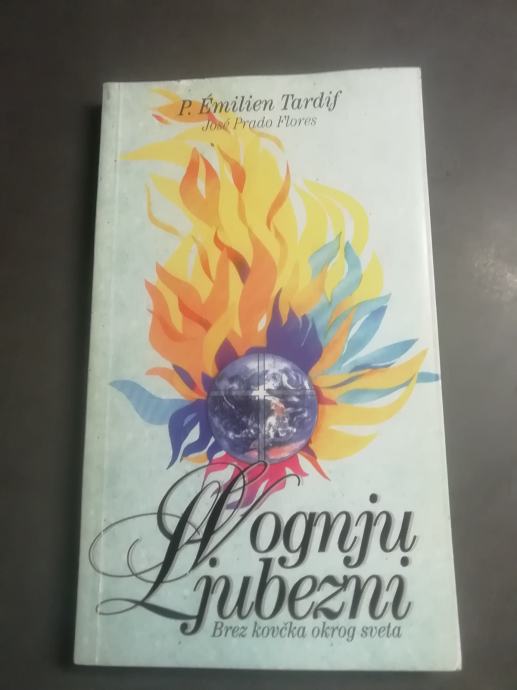 P. Émilien Tardif
José Prado Flores
V ognju
Ljubezni
Brez kovčka okrog sveta